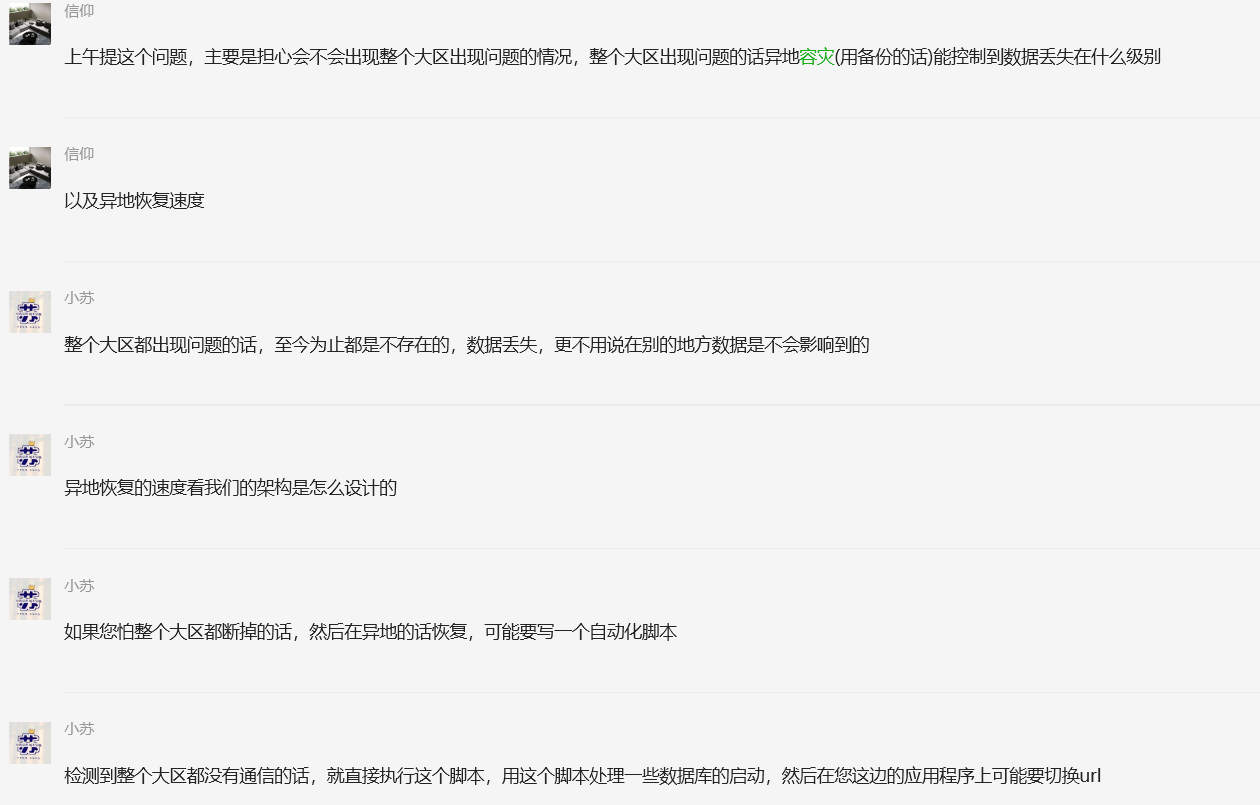 信仰
上午提这个问题，主要是担心会不会出现整个大区出现问题的情况，整个大区出现问题的话异地容灾(用备份的话)能控制到数据丢失在什么级别
信仰
以及异地恢复速度
小苏
整个大区都出现问题的话，至今为止都是不存在的，数据丢失，更不用说在别的地方数据是不会影响到的
小苏
异地恢复的速度看我们的架构是怎么设计的
小苏
如果您怕整个大区都断掉的话，然后在异地的话恢复，可能要写一个自动化脚本
小苏
检测到整个大区都没有通信的话，就直接执行这个脚本，用这个脚本处理一些数据库的启动，然后在您这边的应用程序上可能要切换url